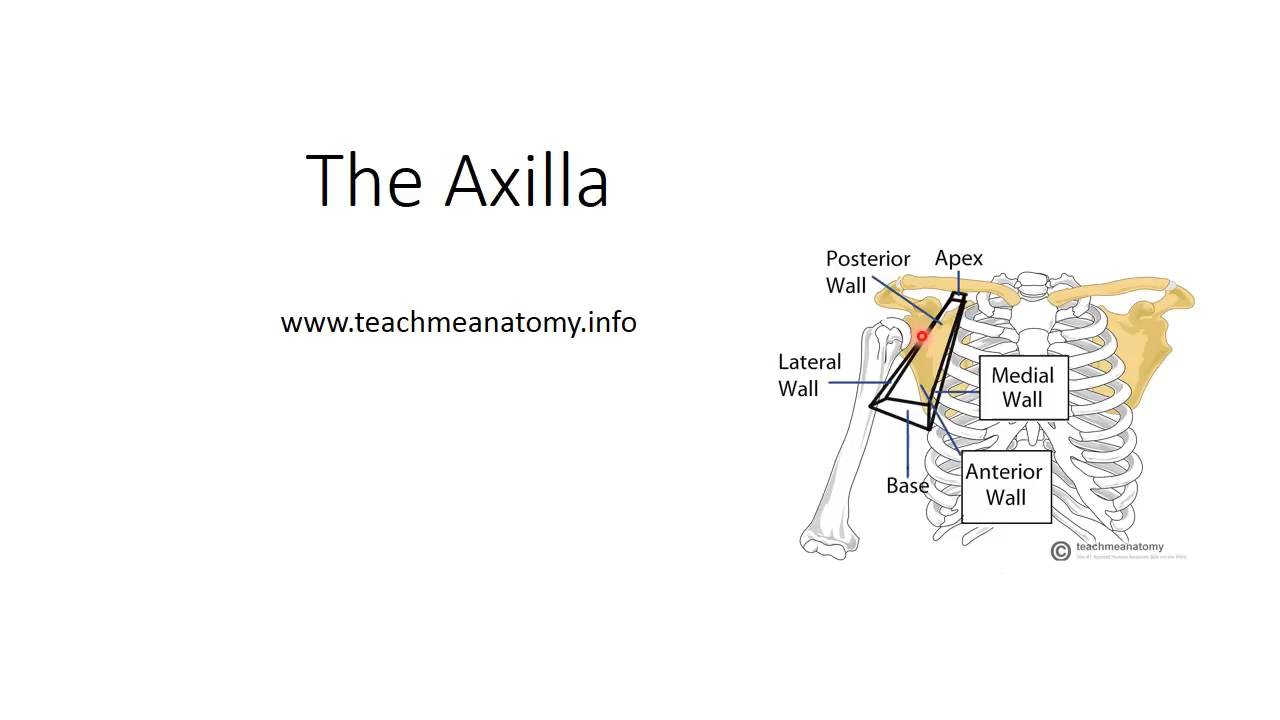 The Axilla
www.teachmeanatomy.info
Posterior
Wall
Apex
Lateral
Wall
Medial
Wall
Anterior
Wall
Base
© teachmeanatomy